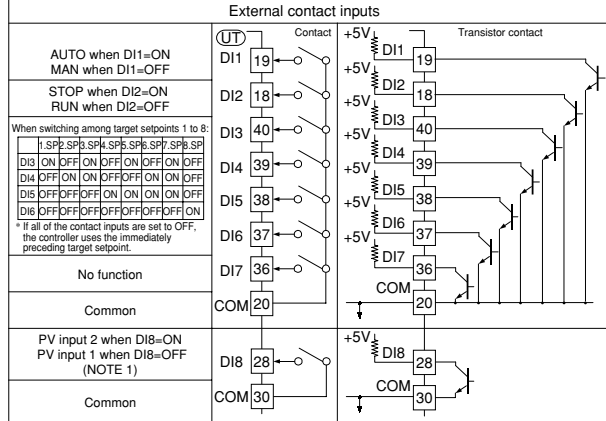 External contact inputs
AUTO when DI1=ON
MAN when DI1=OFF
STOP when DI2=ON
RUN when DI2=OFF
When switching among target setpoints 1 to 8:
1.SP 2.SP 3.SP 4.SP 5.SP 6.SP 7.SP 8.SP
DI3 ON OFF ON OFF ON OFF ON OFF
DI4 OFF ON ON OFF OFF ON ON OFF
DI5 OFF OFF OFF ON ON ON ON OFF
DI6 OFF OFF OFF OFF OFF OFF OFF ON
* If all of the contact inputs are set to OFF,
the controller uses the immediately
preceding target setpoint.
No function
Common
PV input 2 when DI8=ON
PV input 1 when DI8=OFF
(NOTE 1)
Common
UT Contact
DI1 19
DI2 18
DI3 40
DI4 39
DI5 38
DI6 37
DI7 36
COM 20
DI8 28
COM 30
Transistor contact
+5V DI1 19
+5V DI2 18
+5V DI3 40
+5V DI4 39
+5V DI5 38
+5V DI6 37
+5V DI7 36
COM 20
+5V DI8 28
COM 30